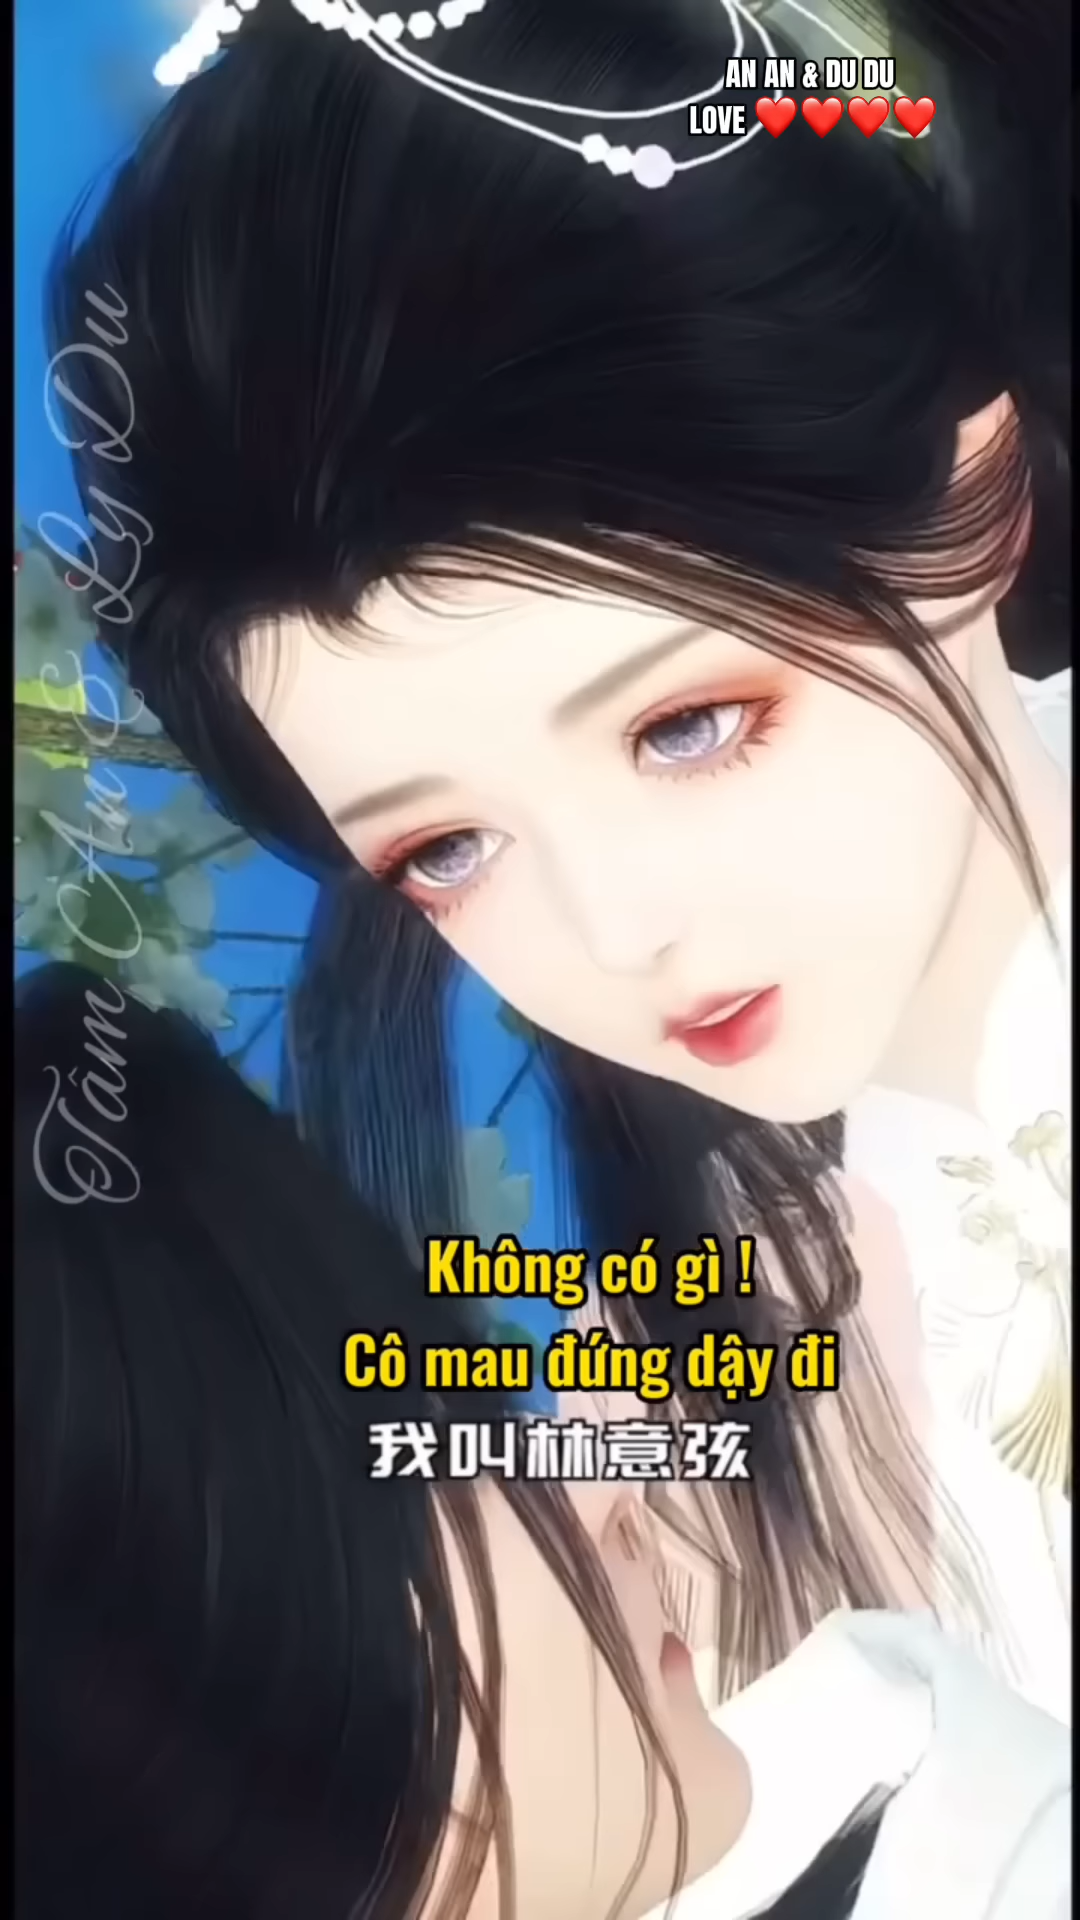 AN AN & DU DU
LOVE ❤️❤️❤️❤️
Tâm An & Ly Du
Không có gì !
Cô mau đứng dậy đi
我叫林意孩